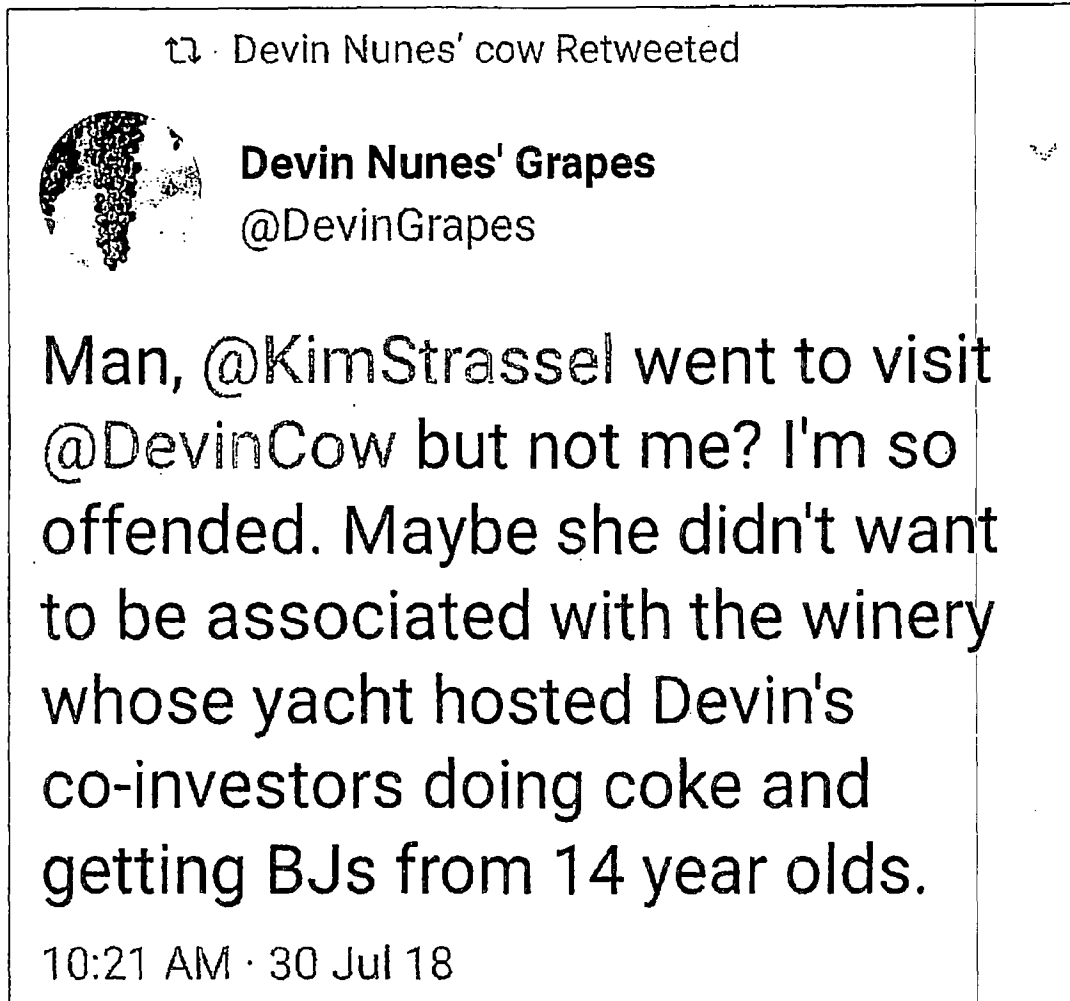 Devin Nunes' cow Retweeted
Devin Nunes' Grapes
@DevinGrapes
Man, @KimStrassel went to visit
@DevinCow but not me? I'm so
offended. Maybe she didn't want
to be associated with the winery
whose yacht hosted Devin's
co-investors doing coke and
getting BJs from 14 year olds.
10:21 AM · 30 Jul 18